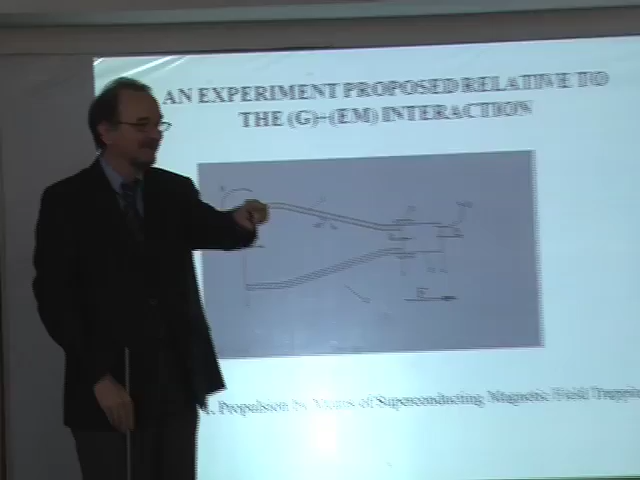 AN EXPERIMENT PROPOSED RELATIVE TO
THE (G)-(EM) INTERACTION
Propulsion by Means of Superconducting Magnetic Field Trapping